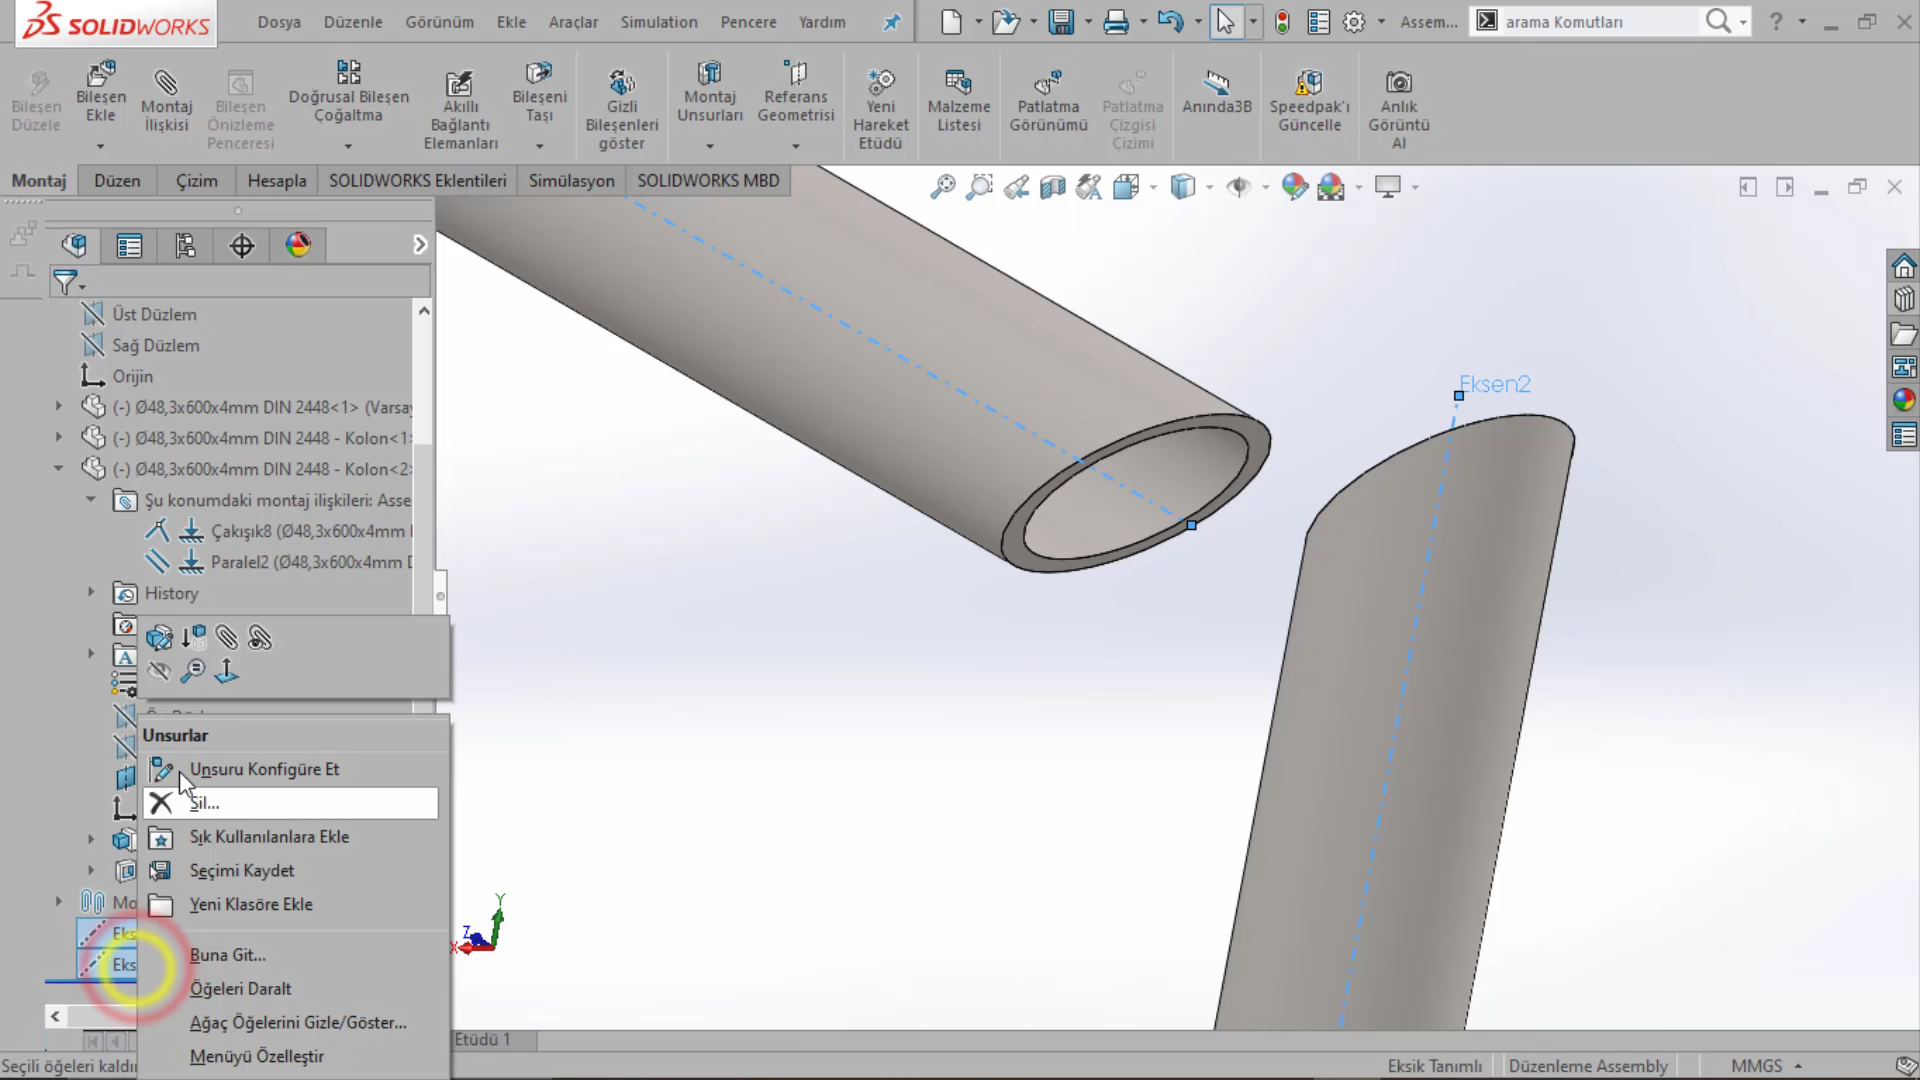 SOLIDWORKS
Dosya Düzenle Görünüm Ekle Araçlar Simulation Pencere Yardım
Assem...
arama Komutları
Bileşen Düzele
Bileşen Ekle
Montaj İlişkisi
Bileşen Önizleme Penceresi
Doğrusal Bileşen Çoğaltma
Akıllı Bağlantı Elemanları
Bileşeni Taşı
Gizli Bileşenleri göster
Montaj Unsurları
Referans Geometrisi
Yeni Hareket Etüdü
Malzeme Listesi
Patlatma Görünümü
Patlatma Çizgisi Çizimi
Anında3B
Speedpak'ı Güncelle
Anlık Görüntü Al
Montaj Düzen Çizim Hesapla SOLIDWORKS Eklentileri Simülasyon SOLIDWORKS MBD
Üst Düzlem
Sağ Düzlem
Orijin
(-) Ø48,3x600x4mm DIN 2448<1> (Varsay
(-) Ø48,3x600x4mm DIN 2448 - Kolon<1>
(-) Ø48,3x600x4mm DIN 2448 - Kolon<2>
Şu konumdaki montaj ilişkileri: Asse
Çakışık8 (Ø48,3x600x4mm
Paralel2 (Ø48,3x600x4mm D
History
Unsurlar
Unsuru Konfigüre Et
Sil...
Sık Kullanılanlara Ekle
Seçimi Kaydet
Yeni Klasöre Ekle
Mo
Eks
Eks
Buna Git...
Öğeleri Daralt
Ağaç Öğelerini Gizle/Göster...
Menüyü Özelleştir
Eksen2
Y
Z
X
Etüdü 1
Seçili öğeleri kaldır
Eksik Tanımlı
Düzenleme Assembly
MMGS